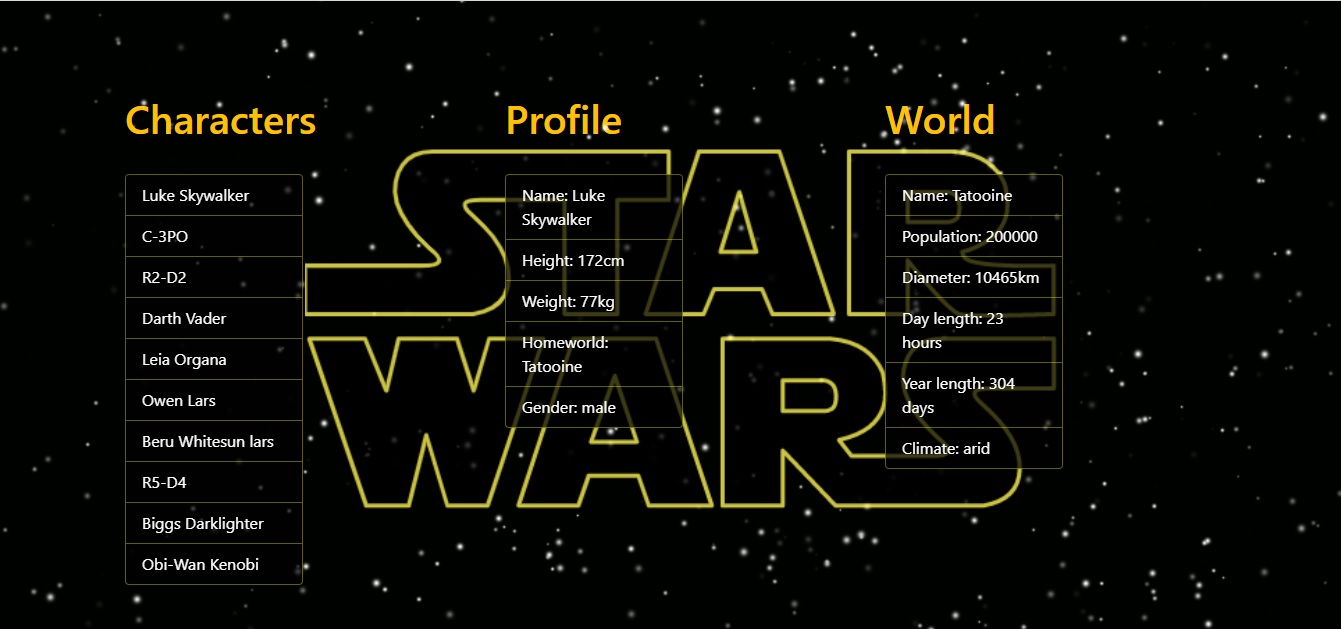 Characters
Luke Skywalker
C-3PO
R2-D2
Darth Vader
Leia Organa
Owen Lars
Beru Whitesun lars
R5-D4
Biggs Darklighter
Obi-Wan Kenobi
Profile
Name: Luke
Skywalker
Height: 172cm
Weight: 77kg
Homeworld:
Tatooine
Gender: male
World
Name: Tatooine
Population: 200000
Diameter: 10465km
Day length: 23
hours
Year length: 304
days
Climate: arid
STAR
WARS